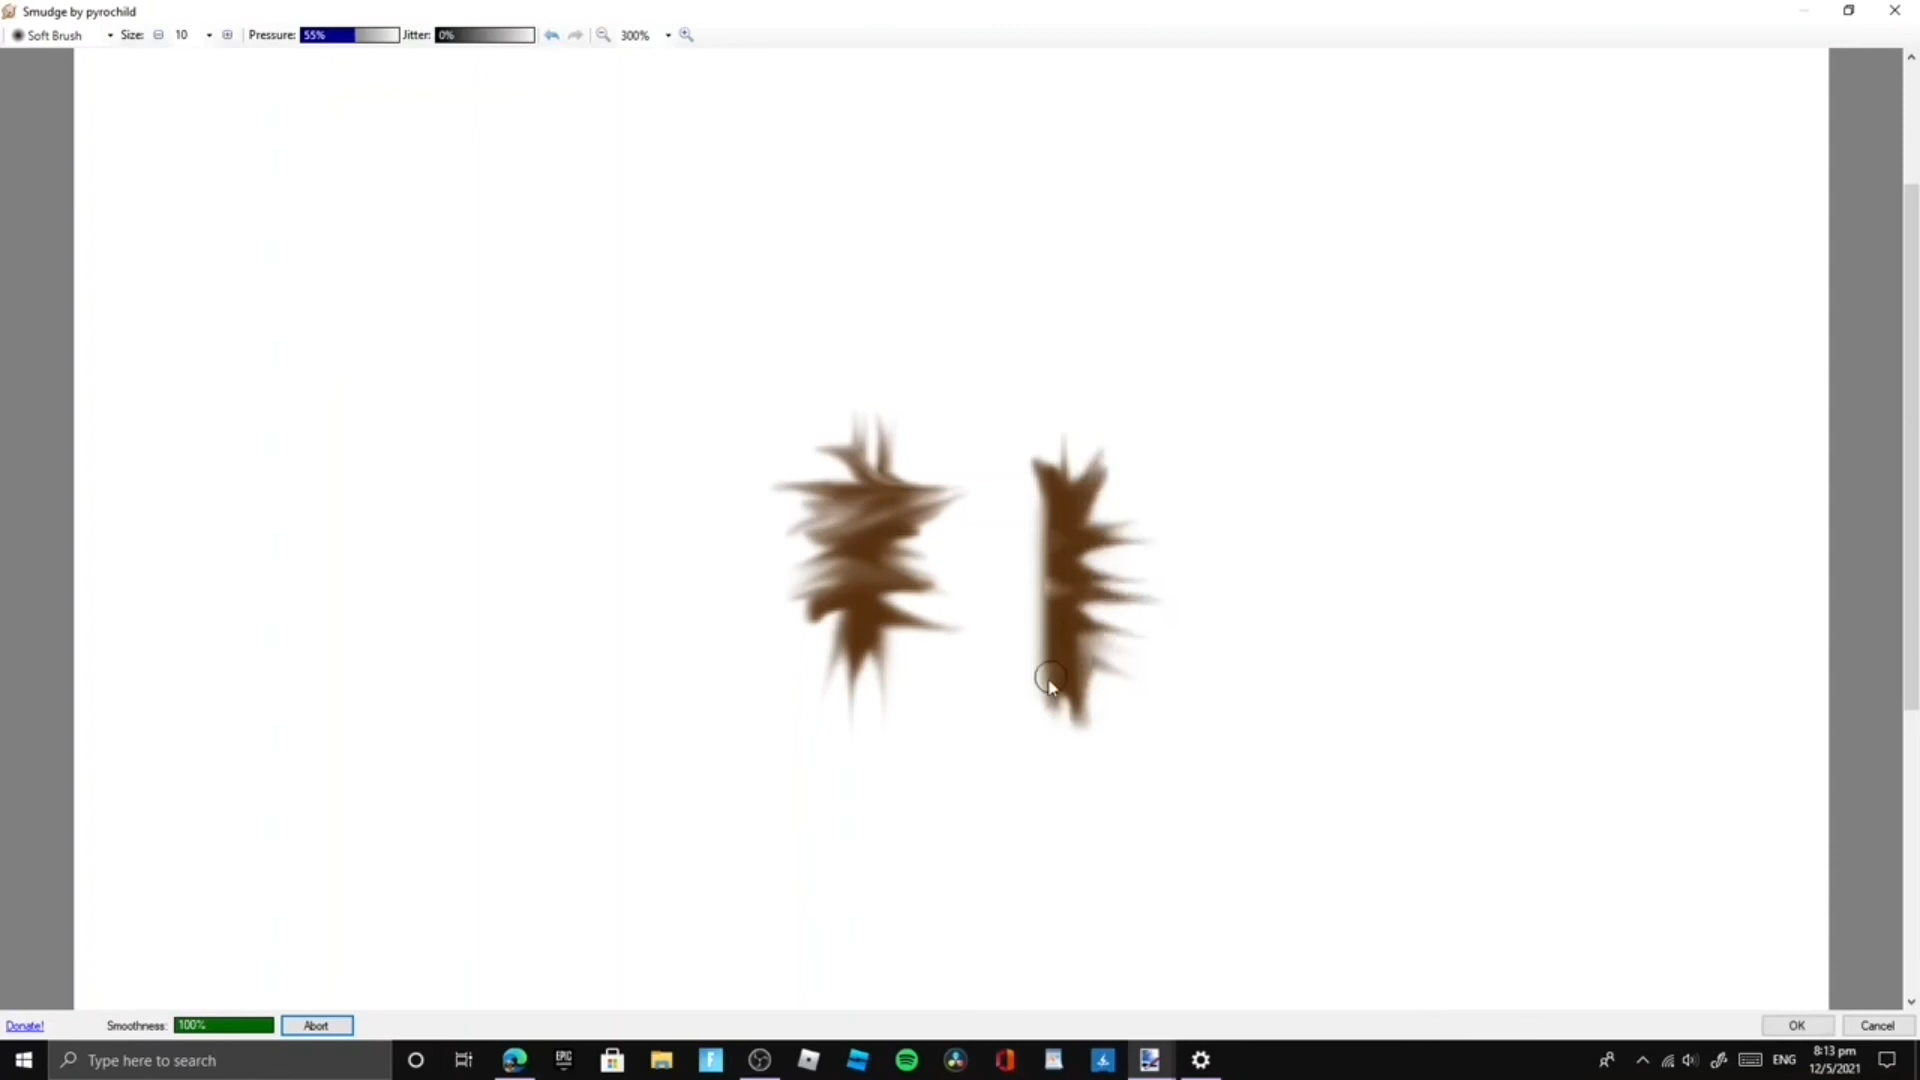 Smudge by pyrochild
Soft Brush Size: 10 Pressure: 55% Jitter: 0% 300%
Donate! Smoothness: 100% Abort OK Cancel
Type here to search EPIC ENG 8:13 pm
12/5/2021